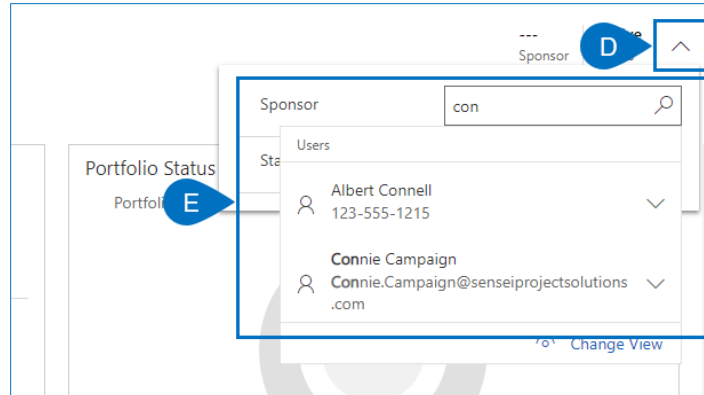 ---
Sponsor
D
Sponsor
con
Users
Portfolio Status
E
Albert Connell
123-555-1215
Connie Campaign
Connie.Campaign@senseiprojectsolutions
.com
Change View